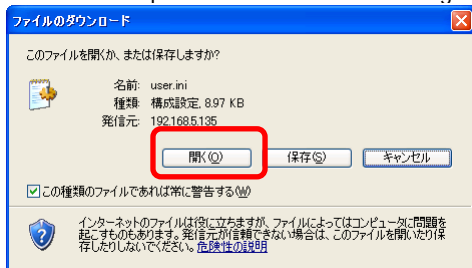 ファイルのダウンロード
このファイルを開くか、または保存しますか?
名前: user.ini
種類: 構成設定, 8.97 KB
発信元: 192.168.5.135
開く(O)
保存(S)
キャンセル
この種類のファイルであれば常に警告する(W)
インターネットのファイルは役に立ちますが、ファイルによってはコンピュータに問題を
起こすものもあります。発信元が信頼できない場合は、このファイルを開いたり保
存したりしないでください。危険性の説明